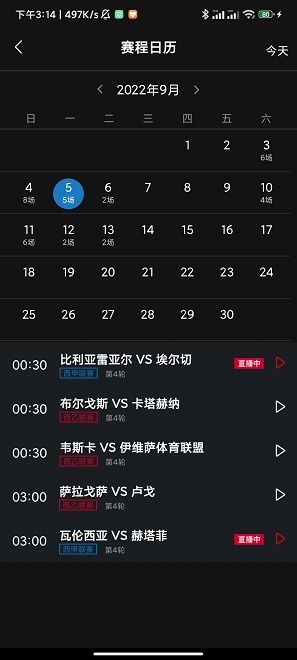 下午3:14 | 497K/s
80
赛程日历
今天
2022年9月
日 一 二 三 四 五 六
1 2 3
6场
4 5 6 7 8 9 10
8场 5场 2场 4场
11 12 13 14 15 16 17
6场 2场 2场
18 19 20 21 22 23 24
25 26 27 28 29 30
00:30 比利亚雷亚尔 VS 埃尔切 直播中
西甲联赛 第4轮
00:30 布尔戈斯 VS 卡塔赫纳
西乙联赛 第4轮
00:30 韦斯卡 VS 伊维萨体育联盟
西乙联赛 第4轮
03:00 萨拉戈萨 VS 卢戈
西乙联赛 第4轮
03:00 瓦伦西亚 VS 赫塔菲 直播中
西甲联赛 第4轮